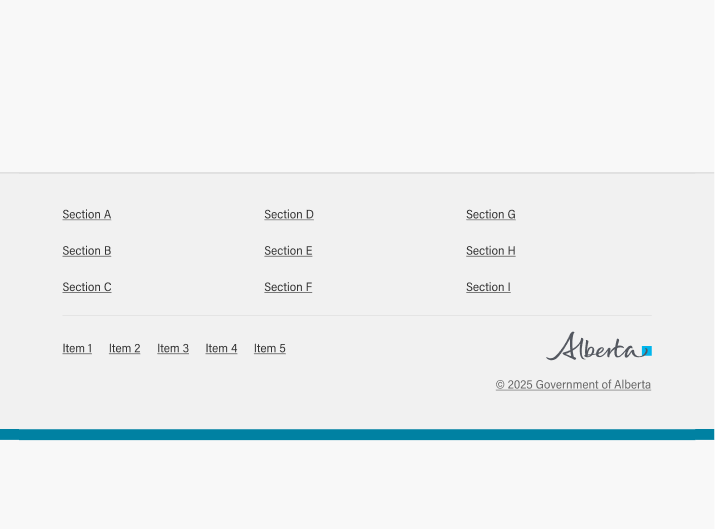 Section A
Section D
Section G
Section B
Section E
Section H
Section C
Section F
Section I
Item 1 Item 2 Item 3 Item 4 Item 5
Alberta
© 2025 Government of Alberta